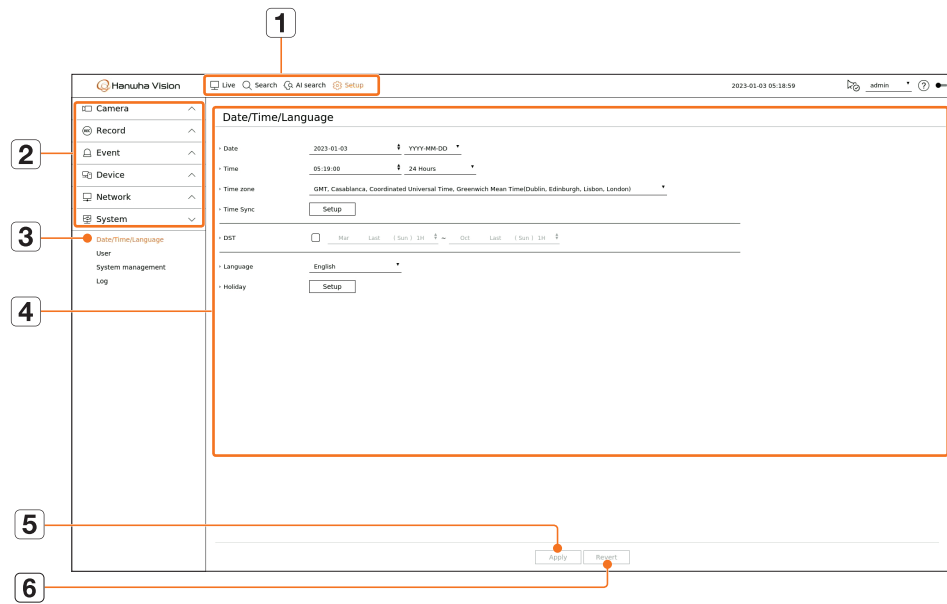 1
Hanwha Vision
Live Search AI search Setup
2023-01-03 05:18:59
admin
?
2
Camera
Record
Event
Device
Network
System
3
Date/Time/Language
User
System management
Log
4
Date/Time/Language
Date 2023-01-03 YYYY-MM-DD
Time 05:19:00 24 Hours
Time zone GMT, Casablanca, Coordinated Universal Time, Greenwich Mean Time(Dublin, Edinburgh, Lisbon, London)
Time Sync Setup
DST Mar Last ( Sun ) 1H ~ Oct Last ( Sun ) 1H
Language English
Holiday Setup
5
Apply Revert
6